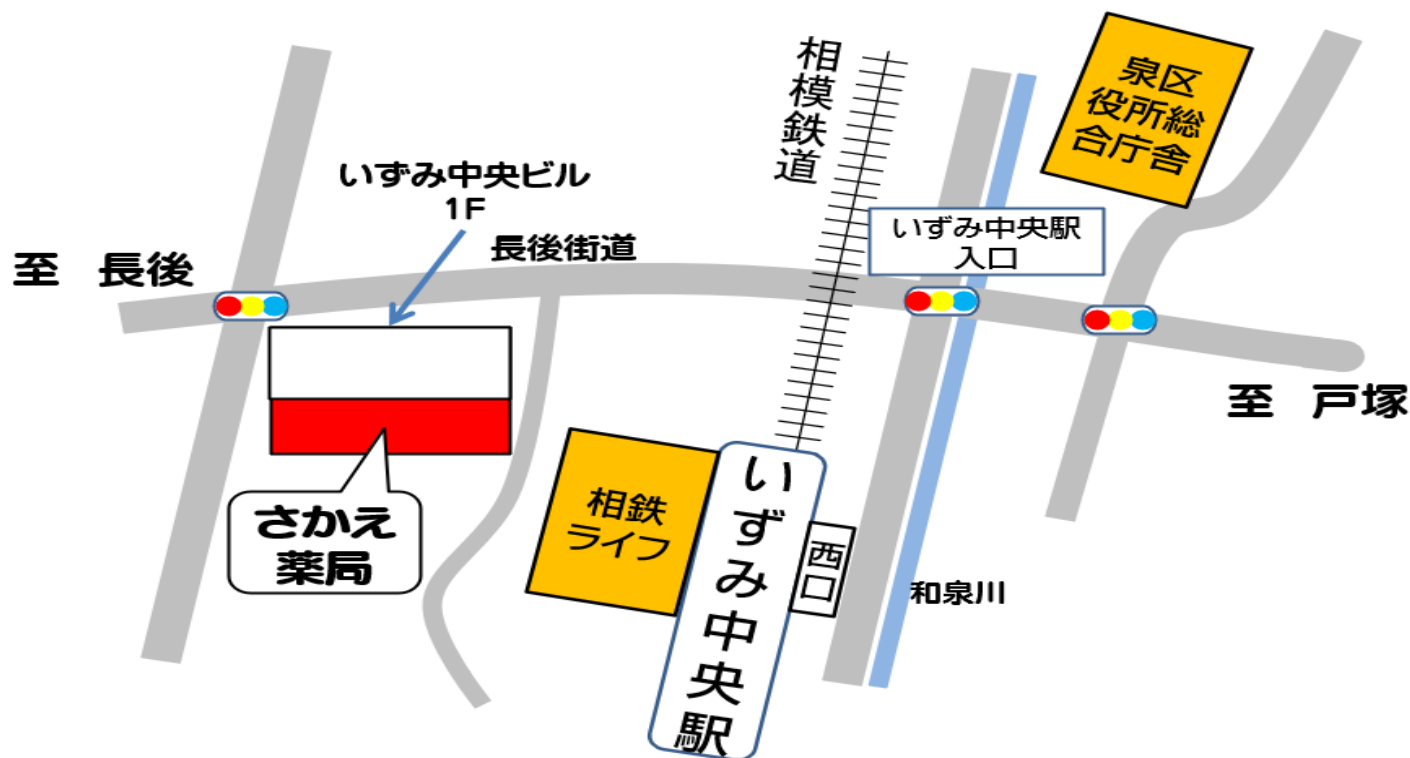 相模鉄道
泉区
役所総
合庁舎
いずみ中央ビル
1F
いずみ中央駅
入口
長後街道
至 長後
至 戸塚
さかえ
薬局
相鉄
ライフ
いずみ中央駅
西口
和泉川